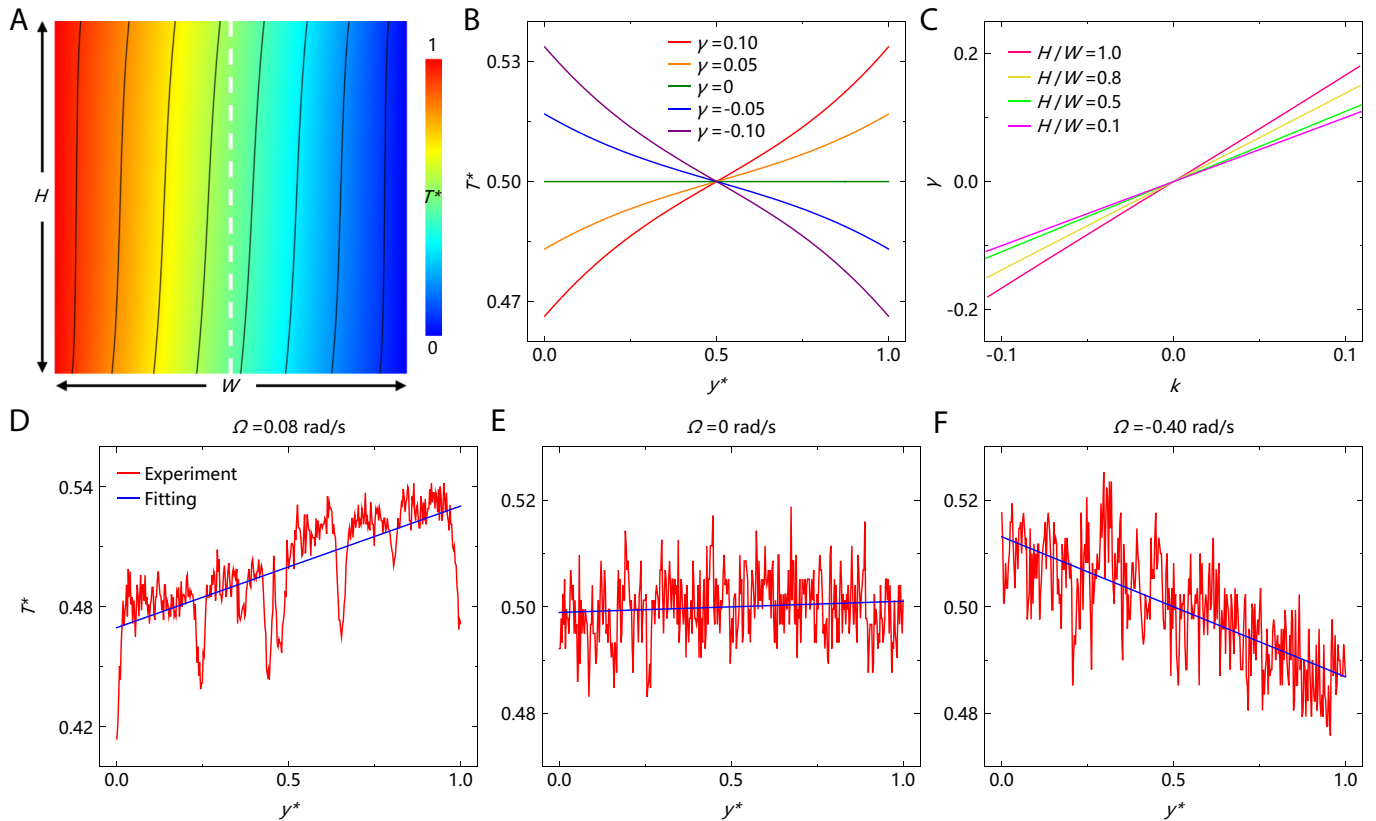 A
H
W
1
T*
0
B
T*
0.53
0.50
0.47
γ=0.10
γ=0.05
γ=0
γ=-0.05
γ=-0.10
0.0
0.5
1.0
y*
C
γ
0.2
0.0
-0.2
H/W=1.0
H/W=0.8
H/W=0.5
H/W=0.1
-0.1
0.0
0.1
k
D
Ω=0.08 rad/s
T*
0.54
0.48
0.42
Experiment
Fitting
0.0
0.5
1.0
y*
E
Ω=0 rad/s
0.52
0.50
0.48
0.0
0.5
1.0
y*
F
Ω=-0.40 rad/s
0.52
0.50
0.48
0.0
0.5
1.0
y*